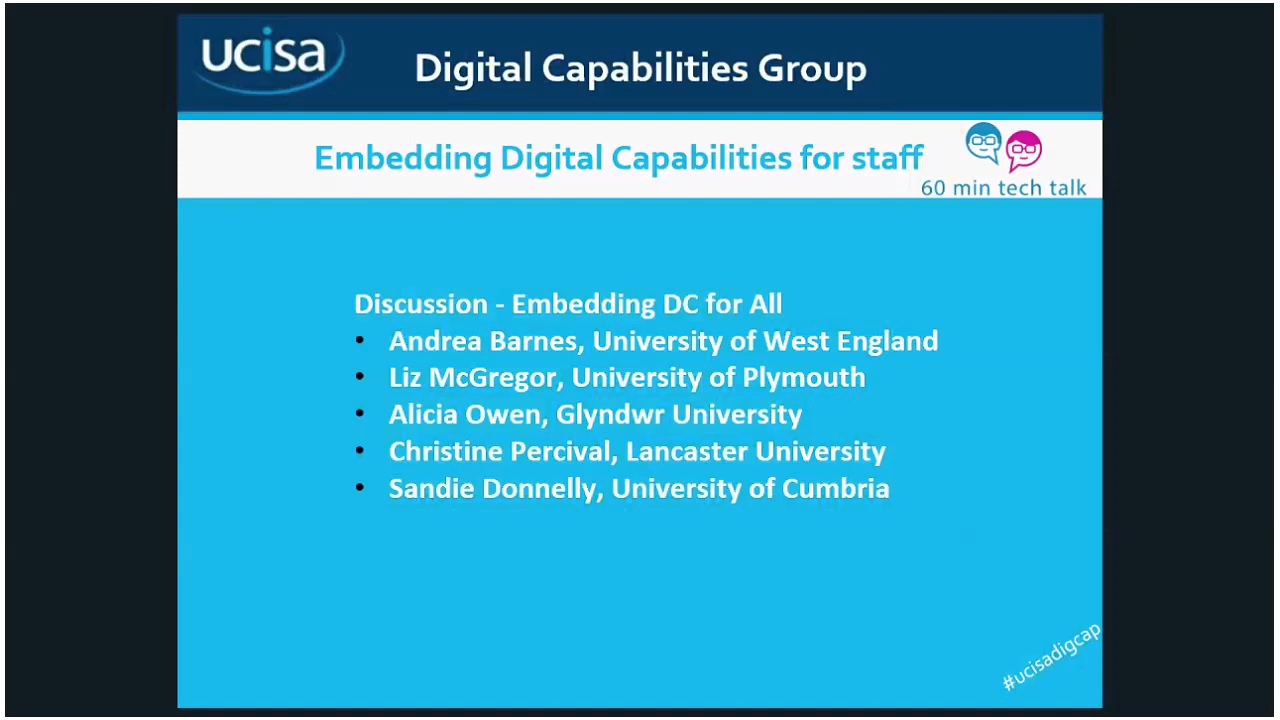 ucisa
Digital Capabilities Group
Embedding Digital Capabilities for staff
60 min tech talk
Discussion - Embedding DC for All
• Andrea Barnes, University of West England
• Liz McGregor, University of Plymouth
• Alicia Owen, Glyndwr University
• Christine Percival, Lancaster University
• Sandie Donnelly, University of Cumbria
#ucisadigcap